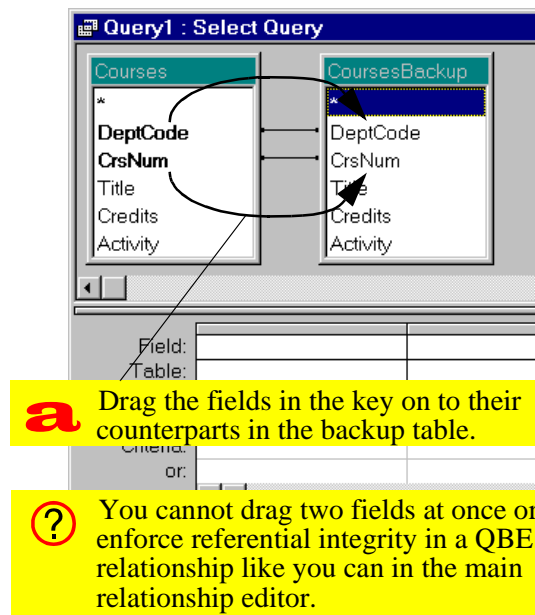 Query1 : Select Query
Courses
*
DeptCode
CrsNum
Title
Credits
Activity
CoursesBackup
*
DeptCode
CrsNum
Title
Credits
Activity
Field:
Table:
a Drag the fields in the key on to their
counterparts in the backup table.
Criteria:
or:
? You cannot drag two fields at once or
enforce referential integrity in a QBE
relationship like you can in the main
relationship editor.